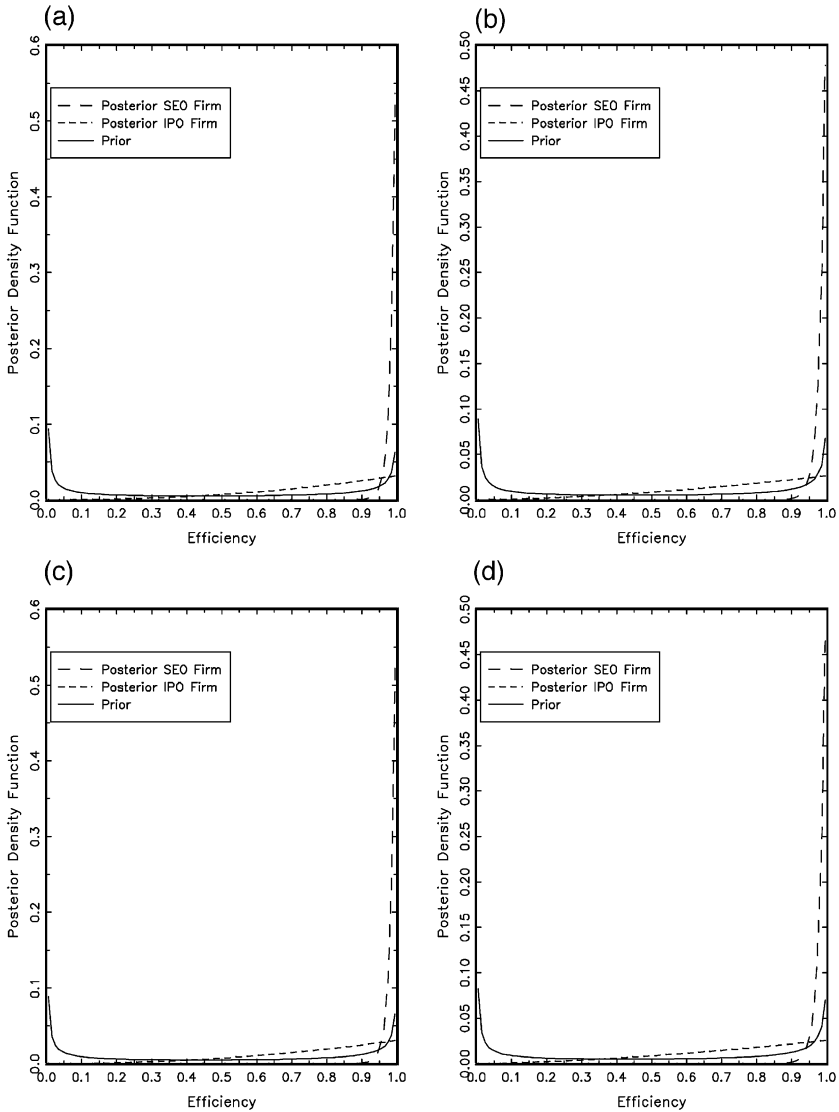 (a)
0.6
0.5
0.4
0.3
0.2
0.1
0.0
Posterior Density Function
Posterior SEO Firm
Posterior IPO Firm
Prior
0.0 0.1 0.2 0.3 0.4 0.5 0.6 0.7 0.8 0.9 1.0
Efficiency
(b)
0.50
0.45
0.40
0.35
0.30
0.25
0.20
0.15
0.10
0.05
0.00
Posterior Density Function
Posterior SEO Firm
Posterior IPO Firm
Prior
0.0 0.1 0.2 0.3 0.4 0.5 0.6 0.7 0.8 0.9 1.0
Efficiency
(c)
0.6
0.5
0.4
0.3
0.2
0.1
0.0
Posterior Density Function
Posterior SEO Firm
Posterior IPO Firm
Prior
0.0 0.1 0.2 0.3 0.4 0.5 0.6 0.7 0.8 0.9 1.0
Efficiency
(d)
0.50
0.45
0.40
0.35
0.30
0.25
0.20
0.15
0.10
0.05
0.00
Posterior Density Function
Posterior SEO Firm
Posterior IPO Firm
Prior
0.0 0.1 0.2 0.3 0.4 0.5 0.6 0.7 0.8 0.9 1.0
Efficiency